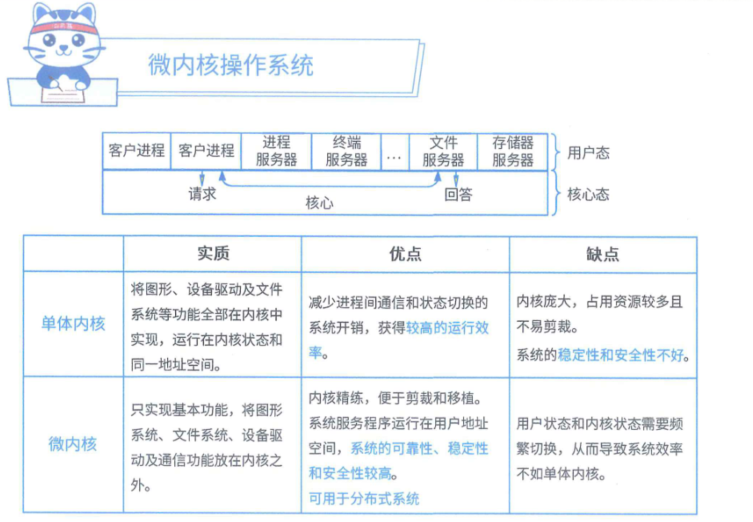 微内核操作系统
客户进程 客户进程 进程 服务器 终端 服务器 … 文件 服务器 存储器 服务器 用户态
请求 核心 回答 核心态
实质 优点 缺点
单体内核
将图形、设备驱动及文件
系统等功能全部在内核中
实现，运行在内核状态和
同一地址空间。
减少进程间通信和状态切换的
系统开销，获得较高的运行效
率。
内核庞大，占用资源较多且
不易剪裁。
系统的稳定性和安全性不好。
微内核
只实现基本功能，将图形
系统、文件系统、设备驱
动及通信功能放在内核之
外。
内核精练，便于剪裁和移植。
系统服务程序运行在用户地址
空间，系统的可靠性、稳定性
和安全性较高。
可用于分布式系统
用户状态和内核状态需要频
繁切换，从而导致系统效率
不如单体内核。